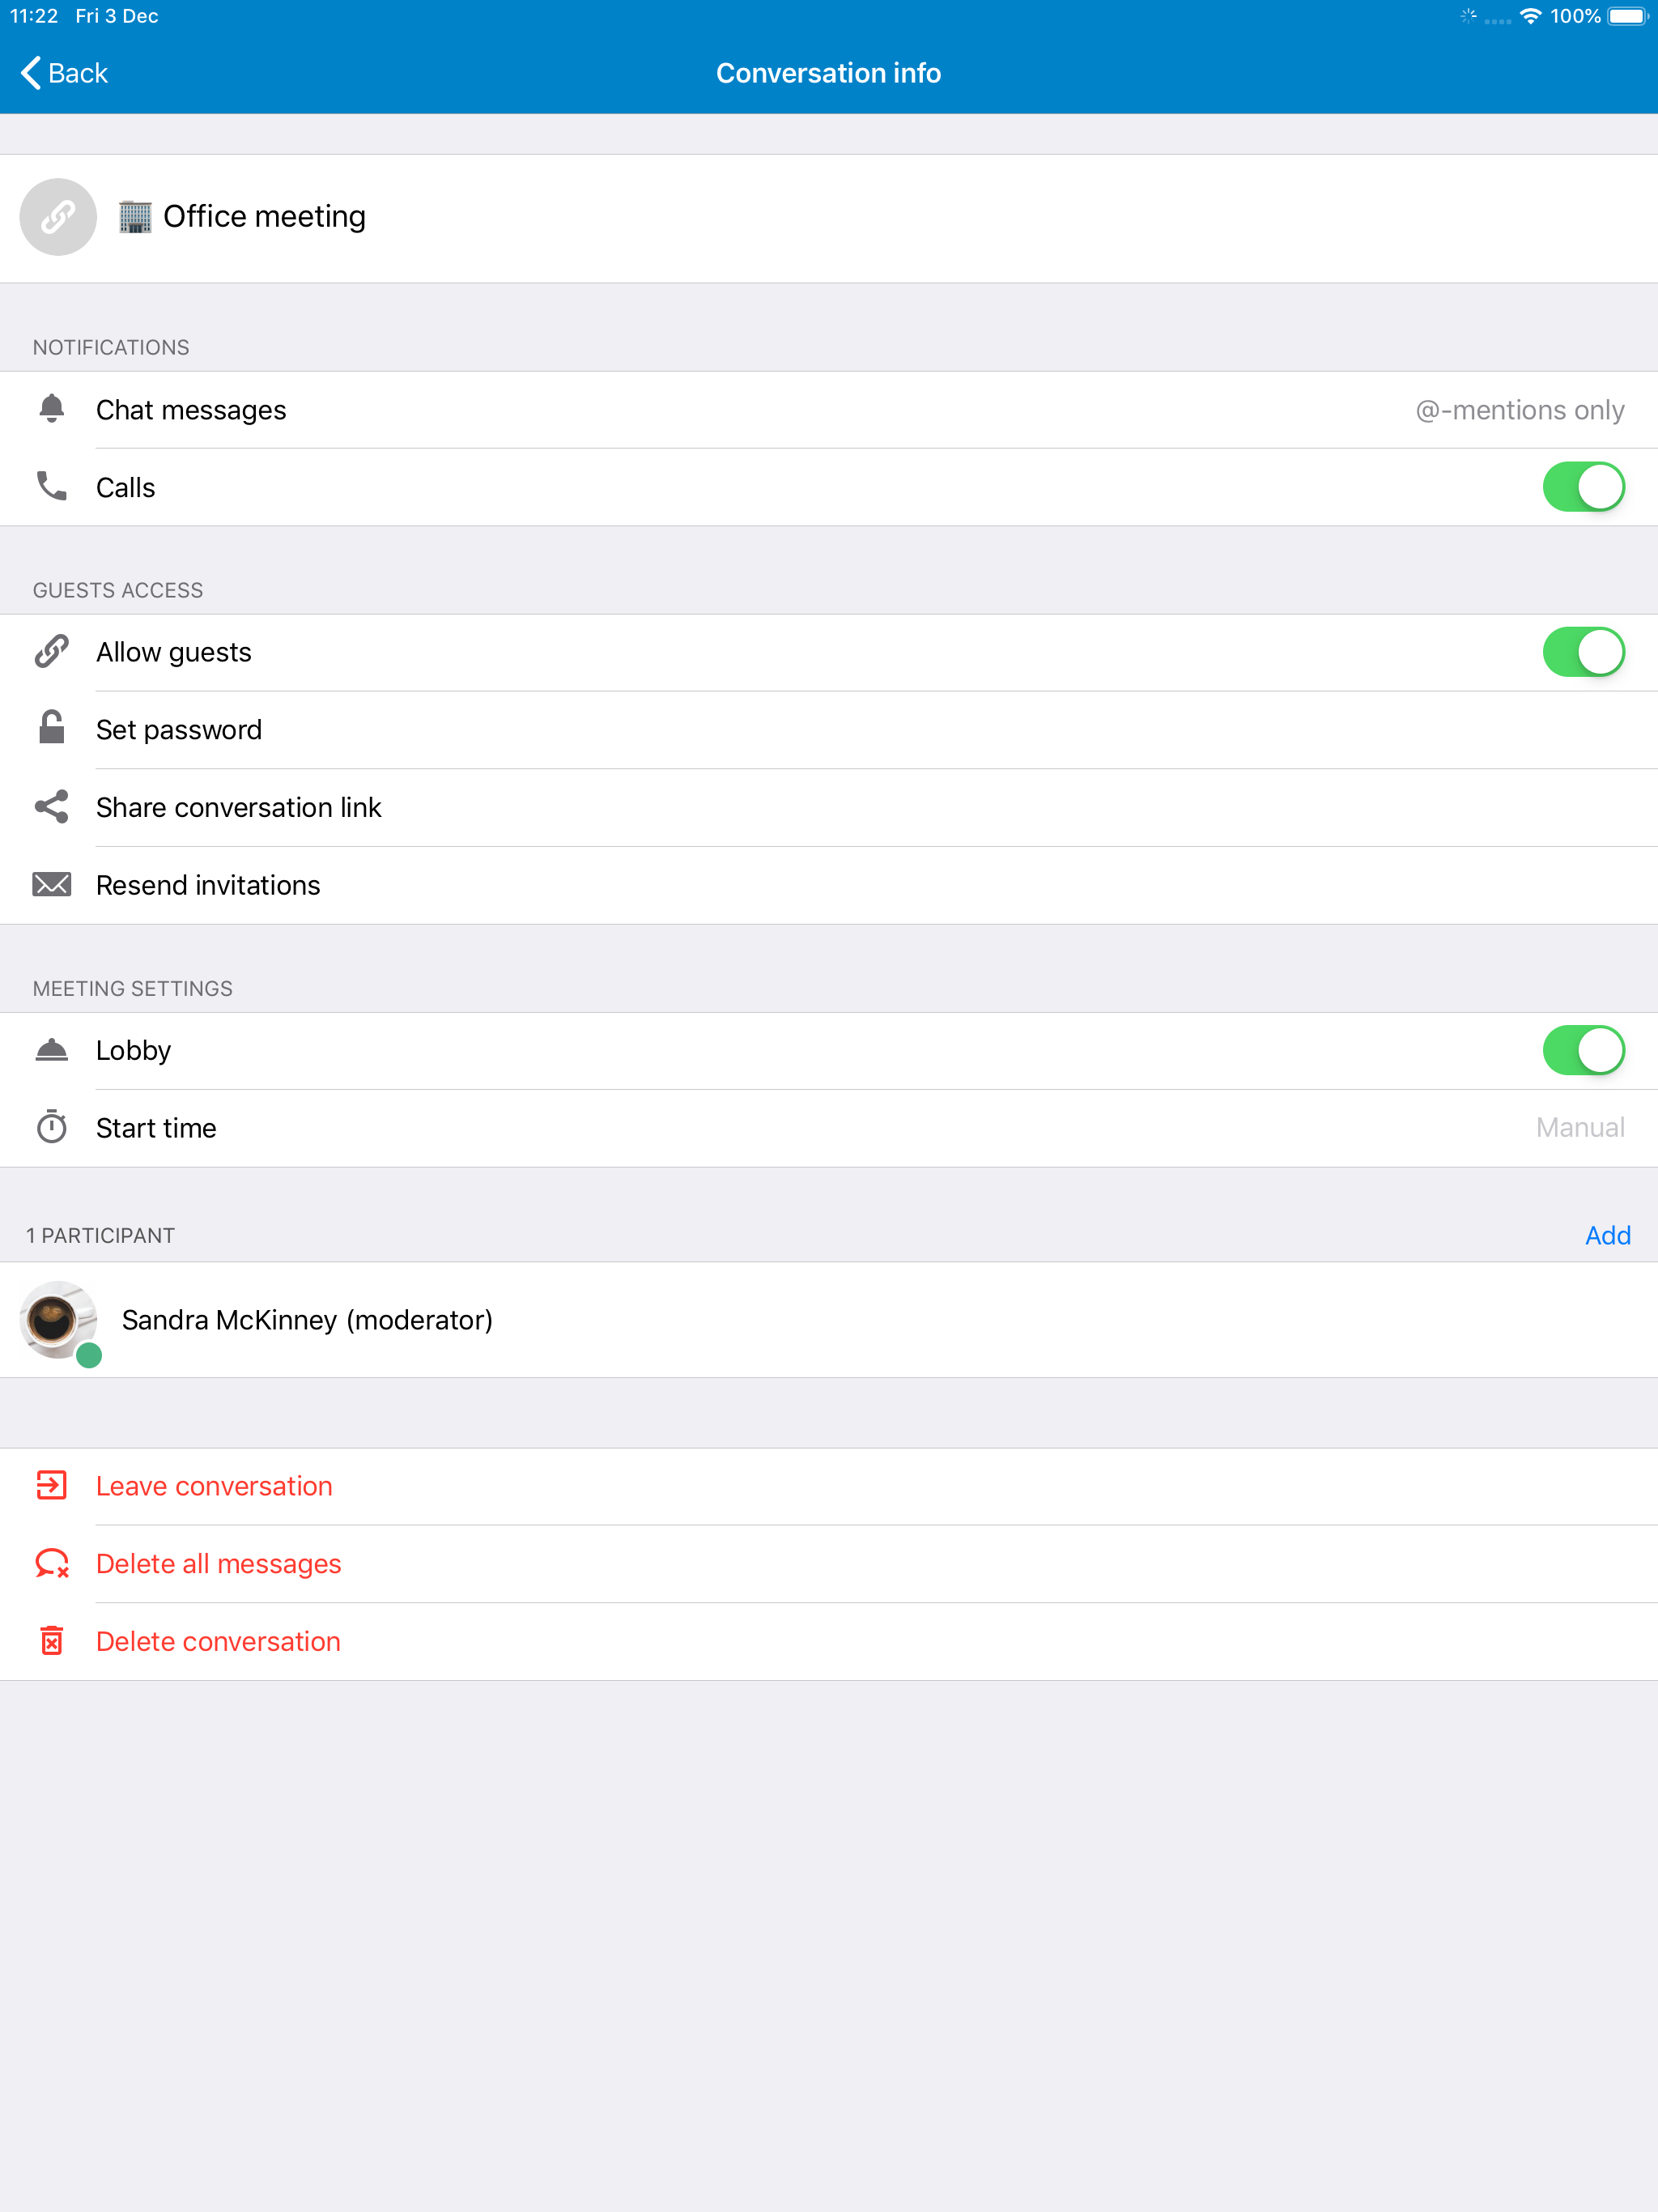 11:22 Fri 3 Dec 100%
Back Conversation info
🏢 Office meeting
NOTIFICATIONS
Chat messages @-mentions only
Calls
GUESTS ACCESS
Allow guests
Set password
Share conversation link
Resend invitations
MEETING SETTINGS
Lobby
Start time Manual
1 PARTICIPANT Add
Sandra McKinney (moderator)
Leave conversation
Delete all messages
Delete conversation